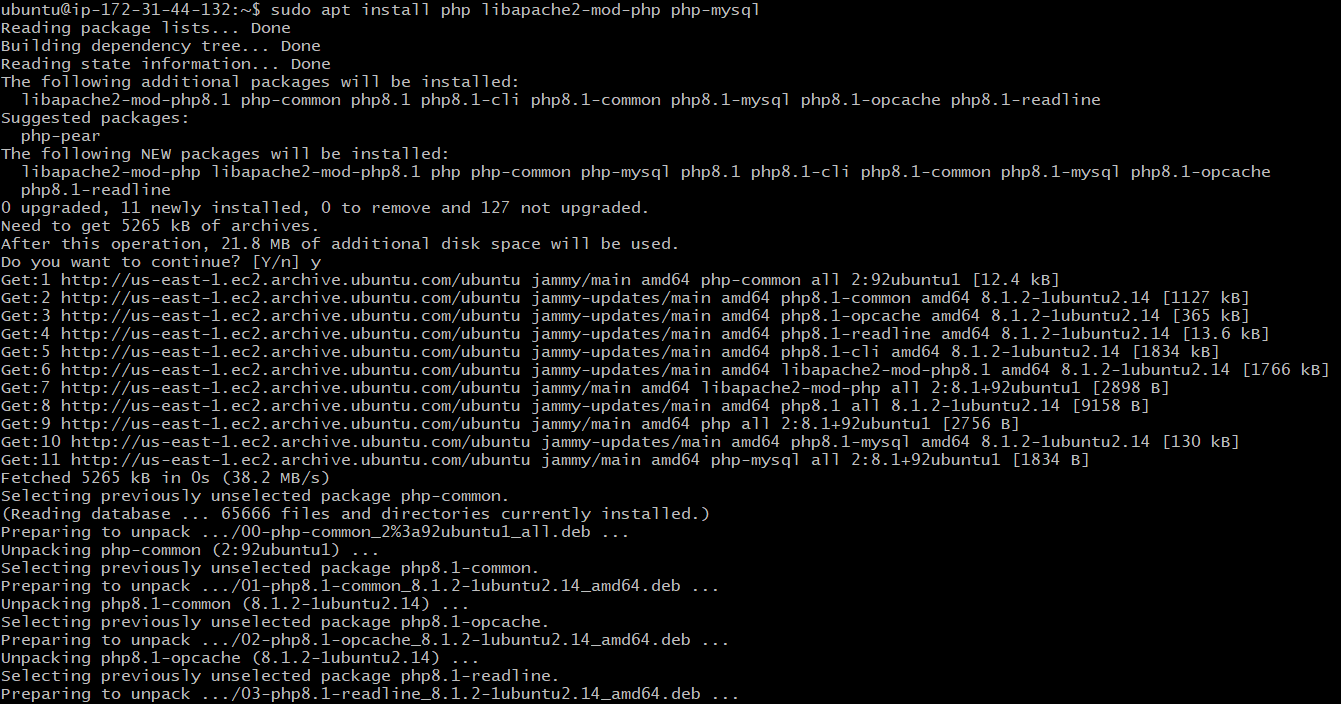 ubuntu@ip-172-31-44-132:~$ sudo apt install php libapache2-mod-php php-mysql
Reading package lists... Done
Building dependency tree... Done
Reading state information... Done
The following additional packages will be installed:
  libapache2-mod-php8.1 php-common php8.1 php8.1-cli php8.1-common php8.1-mysql php8.1-opcache php8.1-readline
Suggested packages:
  php-pear
The following NEW packages will be installed:
  libapache2-mod-php libapache2-mod-php8.1 php php-common php-mysql php8.1 php8.1-cli php8.1-common php8.1-mysql php8.1-opcache
  php8.1-readline
0 upgraded, 11 newly installed, 0 to remove and 127 not upgraded.
Need to get 5265 kB of archives.
After this operation, 21.8 MB of additional disk space will be used.
Do you want to continue? [Y/n] y
Get:1 http://us-east-1.ec2.archive.ubuntu.com/ubuntu jammy/main amd64 php-common all 2:92ubuntu1 [12.4 kB]
Get:2 http://us-east-1.ec2.archive.ubuntu.com/ubuntu jammy-updates/main amd64 php8.1-common amd64 8.1.2-1ubuntu2.14 [1127 kB]
Get:3 http://us-east-1.ec2.archive.ubuntu.com/ubuntu jammy-updates/main amd64 php8.1-opcache amd64 8.1.2-1ubuntu2.14 [365 kB]
Get:4 http://us-east-1.ec2.archive.ubuntu.com/ubuntu jammy-updates/main amd64 php8.1-readline amd64 8.1.2-1ubuntu2.14 [13.6 kB]
Get:5 http://us-east-1.ec2.archive.ubuntu.com/ubuntu jammy-updates/main amd64 php8.1-cli amd64 8.1.2-1ubuntu2.14 [1834 kB]
Get:6 http://us-east-1.ec2.archive.ubuntu.com/ubuntu jammy-updates/main amd64 libapache2-mod-php8.1 amd64 8.1.2-1ubuntu2.14 [1766 kB]
Get:7 http://us-east-1.ec2.archive.ubuntu.com/ubuntu jammy/main amd64 libapache2-mod-php all 2:8.1+92ubuntu1 [2898 B]
Get:8 http://us-east-1.ec2.archive.ubuntu.com/ubuntu jammy-updates/main amd64 php8.1 all 8.1.2-1ubuntu2.14 [9158 B]
Get:9 http://us-east-1.ec2.archive.ubuntu.com/ubuntu jammy/main amd64 php all 2:8.1+92ubuntu1 [2756 B]
Get:10 http://us-east-1.ec2.archive.ubuntu.com/ubuntu jammy-updates/main amd64 php8.1-mysql amd64 8.1.2-1ubuntu2.14 [130 kB]
Get:11 http://us-east-1.ec2.archive.ubuntu.com/ubuntu jammy/main amd64 php-mysql all 2:8.1+92ubuntu1 [1834 B]
Fetched 5265 kB in 0s (38.2 MB/s)
Selecting previously unselected package php-common.
(Reading database ... 65666 files and directories currently installed.)
Preparing to unpack .../00-php-common_2%3a92ubuntu1_all.deb ...
Unpacking php-common (2:92ubuntu1) ...
Selecting previously unselected package php8.1-common.
Preparing to unpack .../01-php8.1-common_8.1.2-1ubuntu2.14_amd64.deb ...
Unpacking php8.1-common (8.1.2-1ubuntu2.14) ...
Selecting previously unselected package php8.1-opcache.
Preparing to unpack .../02-php8.1-opcache_8.1.2-1ubuntu2.14_amd64.deb ...
Unpacking php8.1-opcache (8.1.2-1ubuntu2.14) ...
Selecting previously unselected package php8.1-readline.
Preparing to unpack .../03-php8.1-readline_8.1.2-1ubuntu2.14_amd64.deb ...